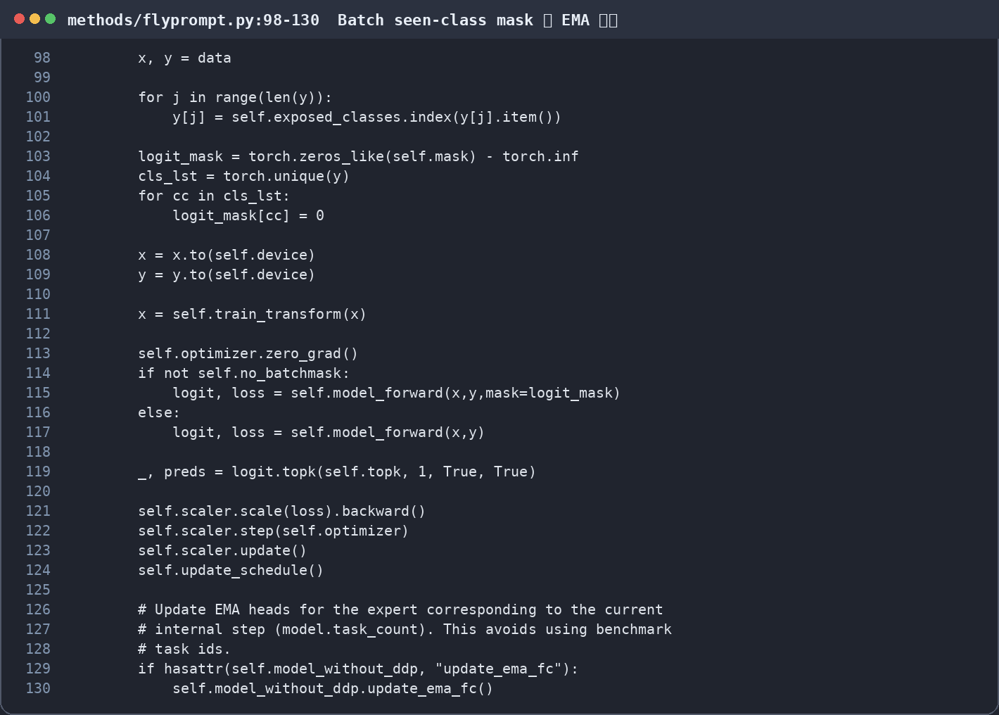 methods/flyprompt.py:98-130  Batch seen-class mask EMA
98          x, y = data
99
100         for j in range(len(y)):
101             y[j] = self.exposed_classes.index(y[j].item())
102
103         logit_mask = torch.zeros_like(self.mask) - torch.inf
104         cls_lst = torch.unique(y)
105         for cc in cls_lst:
106             logit_mask[cc] = 0
107
108         x = x.to(self.device)
109         y = y.to(self.device)
110
111         x = self.train_transform(x)
112
113         self.optimizer.zero_grad()
114         if not self.no_batchmask:
115             logit, loss = self.model_forward(x,y,mask=logit_mask)
116         else:
117             logit, loss = self.model_forward(x,y)
118
119         _, preds = logit.topk(self.topk, 1, True, True)
120
121         self.scaler.scale(loss).backward()
122         self.scaler.step(self.optimizer)
123         self.scaler.update()
124         self.update_schedule()
125
126         # Update EMA heads for the expert corresponding to the current
127         # internal step (model.task_count). This avoids using benchmark
128         # task ids.
129         if hasattr(self.model_without_ddp, "update_ema_fc"):
130             self.model_without_ddp.update_ema_fc()